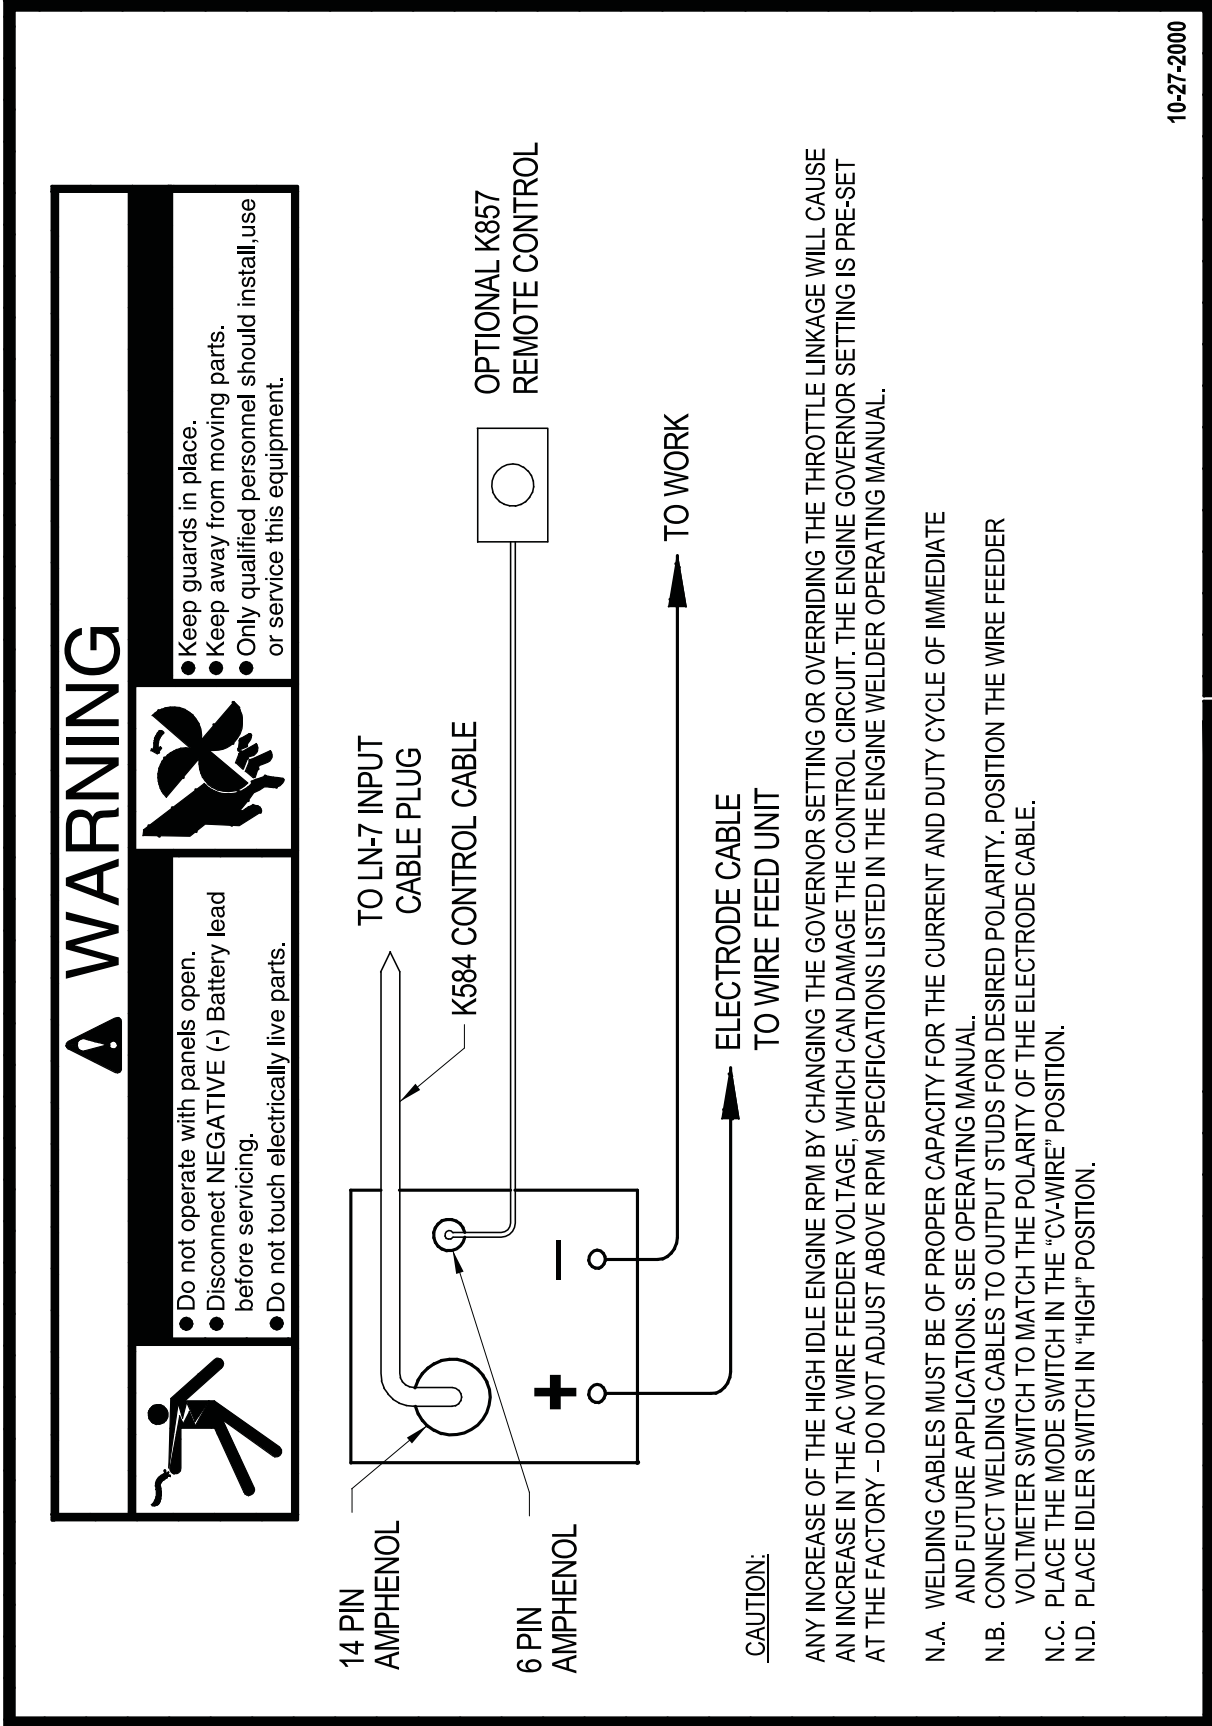 WARNING
● Do not operate with panels open.
● Disconnect NEGATIVE (-) Battery lead
before servicing.
● Do not touch electrically live parts.
● Keep guards in place.
● Keep away from moving parts.
● Only qualified personnel should install,use
or service this equipment.
14 PIN
AMPHENOL
6 PIN
AMPHENOL
TO LN-7 INPUT
CABLE PLUG
K584 CONTROL CABLE
OPTIONAL K857
REMOTE CONTROL
+
–
TO WORK
ELECTRODE CABLE
TO WIRE FEED UNIT
CAUTION:
ANY INCREASE OF THE HIGH IDLE ENGINE RPM BY CHANGING THE GOVERNOR SETTING OR OVERRIDING THE THROTTLE LINKAGE WILL CAUSE
AN INCREASE IN THE AC WIRE FEEDER VOLTAGE, WHICH CAN DAMAGE THE CONTROL CIRCUIT. THE ENGINE GOVERNOR SETTING IS PRE-SET
AT THE FACTORY – DO NOT ADJUST ABOVE RPM SPECIFICATIONS LISTED IN THE ENGINE WELDER OPERATING MANUAL.
N.A. WELDING CABLES MUST BE OF PROPER CAPACITY FOR THE CURRENT AND DUTY CYCLE OF IMMEDIATE
AND FUTURE APPLICATIONS. SEE OPERATING MANUAL.
N.B. CONNECT WELDING CABLES TO OUTPUT STUDS FOR DESIRED POLARITY. POSITION THE WIRE FEEDER
VOLTMETER SWITCH TO MATCH THE POLARITY OF THE ELECTRODE CABLE.
N.C. PLACE THE MODE SWITCH IN THE “CV-WIRE” POSITION.
N.D. PLACE IDLER SWITCH IN “HIGH” POSITION.
10-27-2000